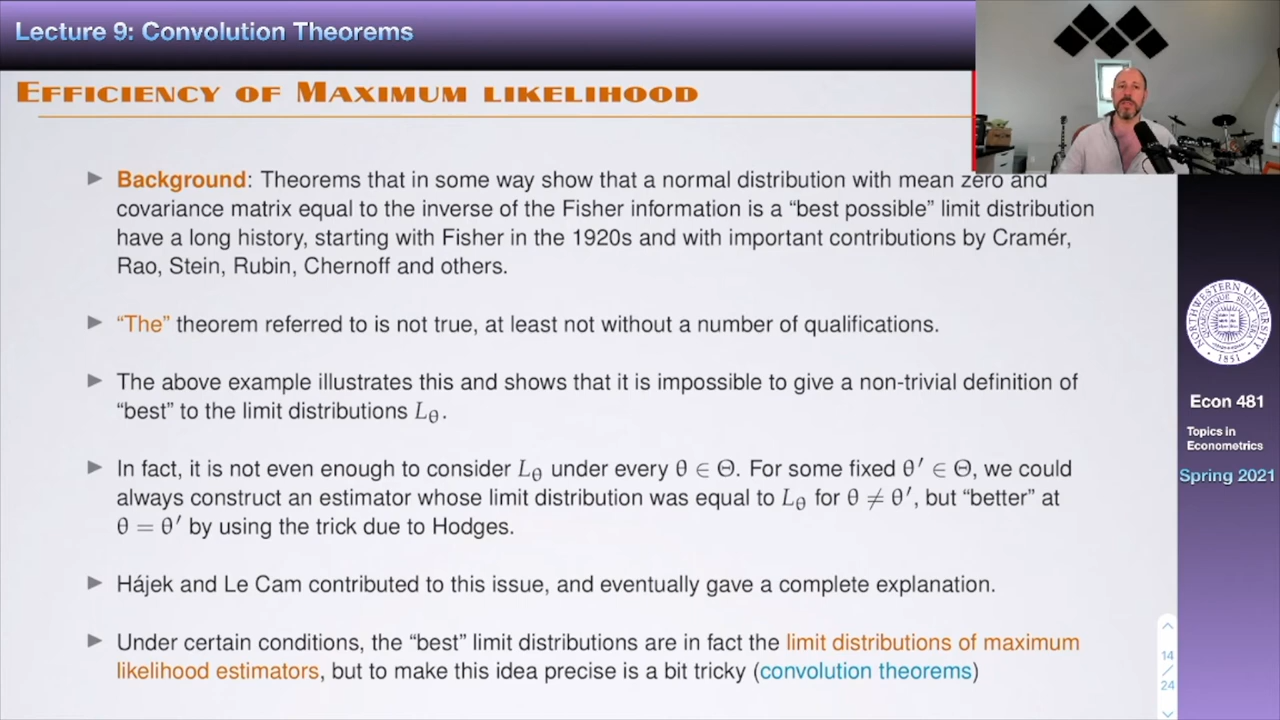 Lecture 9: Convolution Theorems
EFFICIENCY OF MAXIMUM LIKELIHOOD
▶ Background: Theorems that in some way show that a normal distribution with mean zero and
covariance matrix equal to the inverse of the Fisher information is a “best possible” limit distribution
have a long history, starting with Fisher in the 1920s and with important contributions by Cramér,
Rao, Stein, Rubin, Chernoff and others.
▶ “The” theorem referred to is not true, at least not without a number of qualifications.
▶ The above example illustrates this and shows that it is impossible to give a non-trivial definition of
“best” to the limit distributions Lθ.
▶ In fact, it is not even enough to consider Lθ under every θ ∈ Θ. For some fixed θ′ ∈ Θ, we could
always construct an estimator whose limit distribution was equal to Lθ for θ ≠ θ′, but “better” at
θ = θ′ by using the trick due to Hodges.
▶ Hájek and Le Cam contributed to this issue, and eventually gave a complete explanation.
▶ Under certain conditions, the “best” limit distributions are in fact the limit distributions of maximum
likelihood estimators, but to make this idea precise is a bit tricky (convolution theorems)
NORTHWESTERN UNIVERSITY
1851
Econ 481
Topics in
Econometrics
Spring 2021
14
/
24